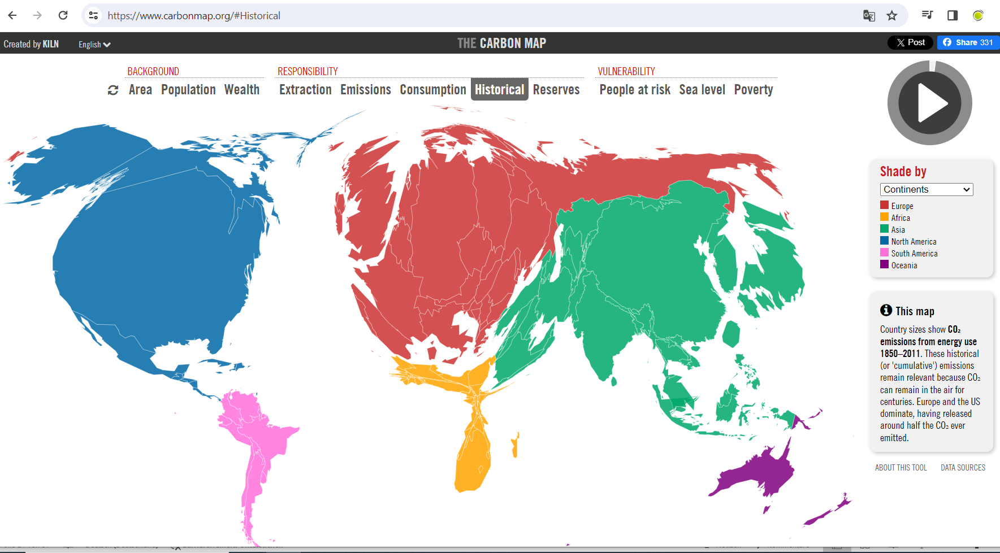 https://www.carbonmap.org/#Historical
Created by KILN
English
THE CARBON MAP
Post
Share 331
BACKGROUND
RESPONSIBILITY
VULNERABILITY
Area Population Wealth
Extraction Emissions Consumption Historical Reserves
People at risk Sea level Poverty
Shade by
Continents
Europe
Africa
Asia
North America
South America
Oceania
This map
Country sizes show CO₂
emissions from energy use
1850–2011. These historical
(or 'cumulative') emissions
remain relevant because CO₂
can remain in the air for
centuries. Europe and the US
dominate, having released
around half the CO₂ ever
emitted.
ABOUT THIS TOOL DATA SOURCES